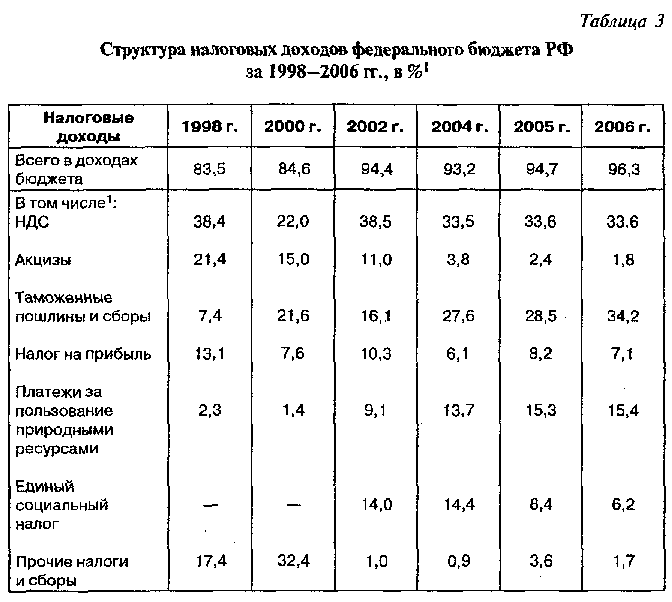 Таблица 3
Структура налоговых доходов федерального бюджета РФ
за 1998—2006 гг., в %¹
Налоговые доходы 1998 г. 2000 г. 2002 г. 2004 г. 2005 г. 2006 г.
Всего в доходах
бюджета 83,5 84,6 94,4 93,2 94,7 96,3
В том числе¹:
НДС 38,4 22,0 38,5 33,5 33,6 33.6
Акцизы 21,4 15,0 11,0 3,8 2,4 1,8
Таможенные
пошлины и сборы 7,4 21,6 16,1 27,6 28,5 34,2
Налог на прибыль 13,1 7,6 10,3 6,1 8,2 7,1
Платежи за
пользование 2,3 1,4 9,1 13,7 15,3 15,4
природными
ресурсами
Единый
социальный — — 14,0 14,4 8,4 6,2
налог
Прочие налоги 17,4 32,4 1,0 0,9 3,6 1,7
и сборы